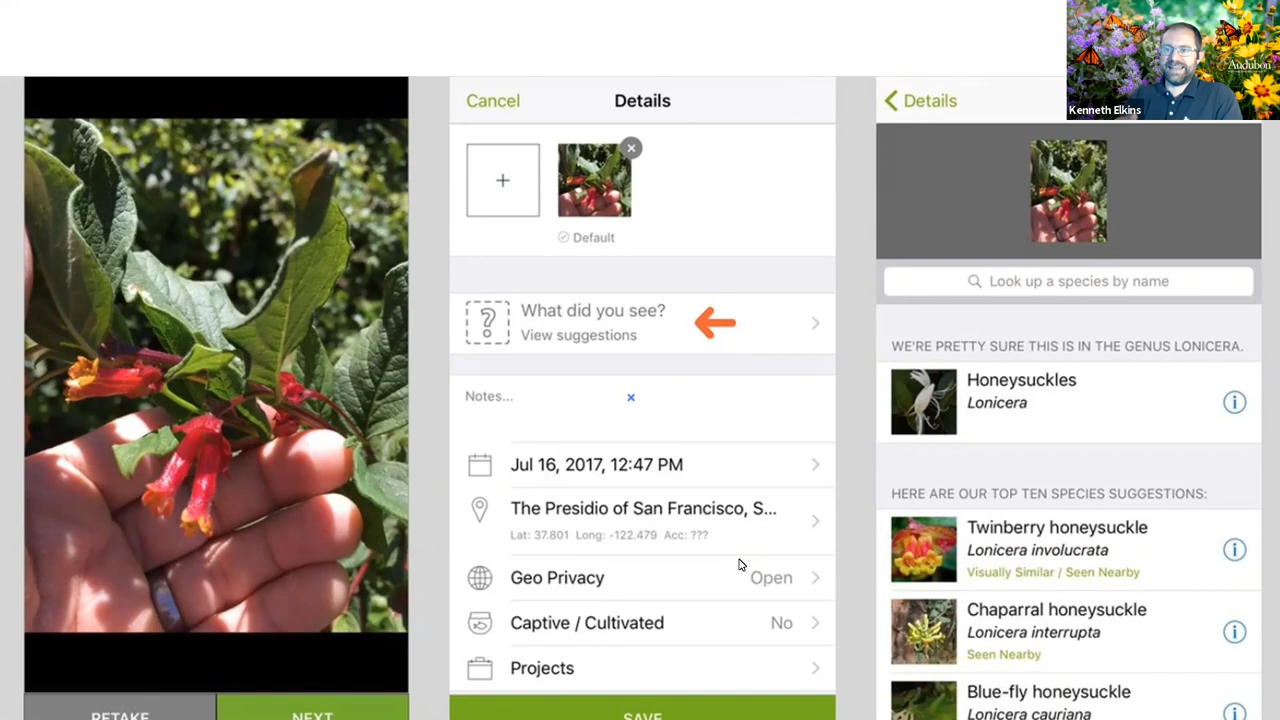 Audubon
Kenneth Elkins
RETAKE
NEXT
Cancel
Details
+
Default
?
What did you see?
View suggestions
Notes...
Jul 16, 2017, 12:47 PM
The Presidio of San Francisco, S...
Lat: 37.801 Long: -122.479 Acc: ???
Geo Privacy
Open
Captive / Cultivated
No
Projects
SAVE
Details
Look up a species by name
WE'RE PRETTY SURE THIS IS IN THE GENUS LONICERA.
Honeysuckles
Lonicera
HERE ARE OUR TOP TEN SPECIES SUGGESTIONS:
Twinberry honeysuckle
Lonicera involucrata
Visually Similar / Seen Nearby
Chaparral honeysuckle
Lonicera interrupta
Seen Nearby
Blue-fly honeysuckle
Lonicera cauriana